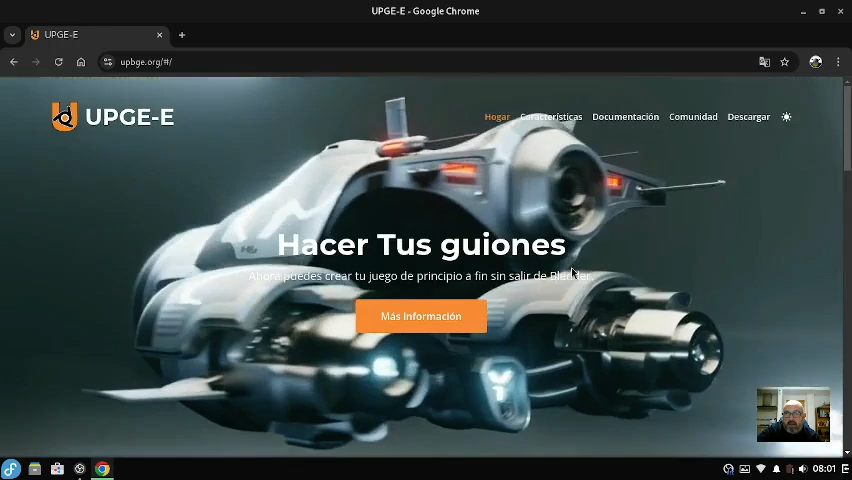 UPGE-E - Google Chrome
UPGE-E
upbge.org/#/
UPGE-E
Hogar Características Documentación Comunidad Descargar
Hacer Tus guiones
Ahora puedes crear tu juego de principio a fin sin salir de Blender.
Más información
08:01